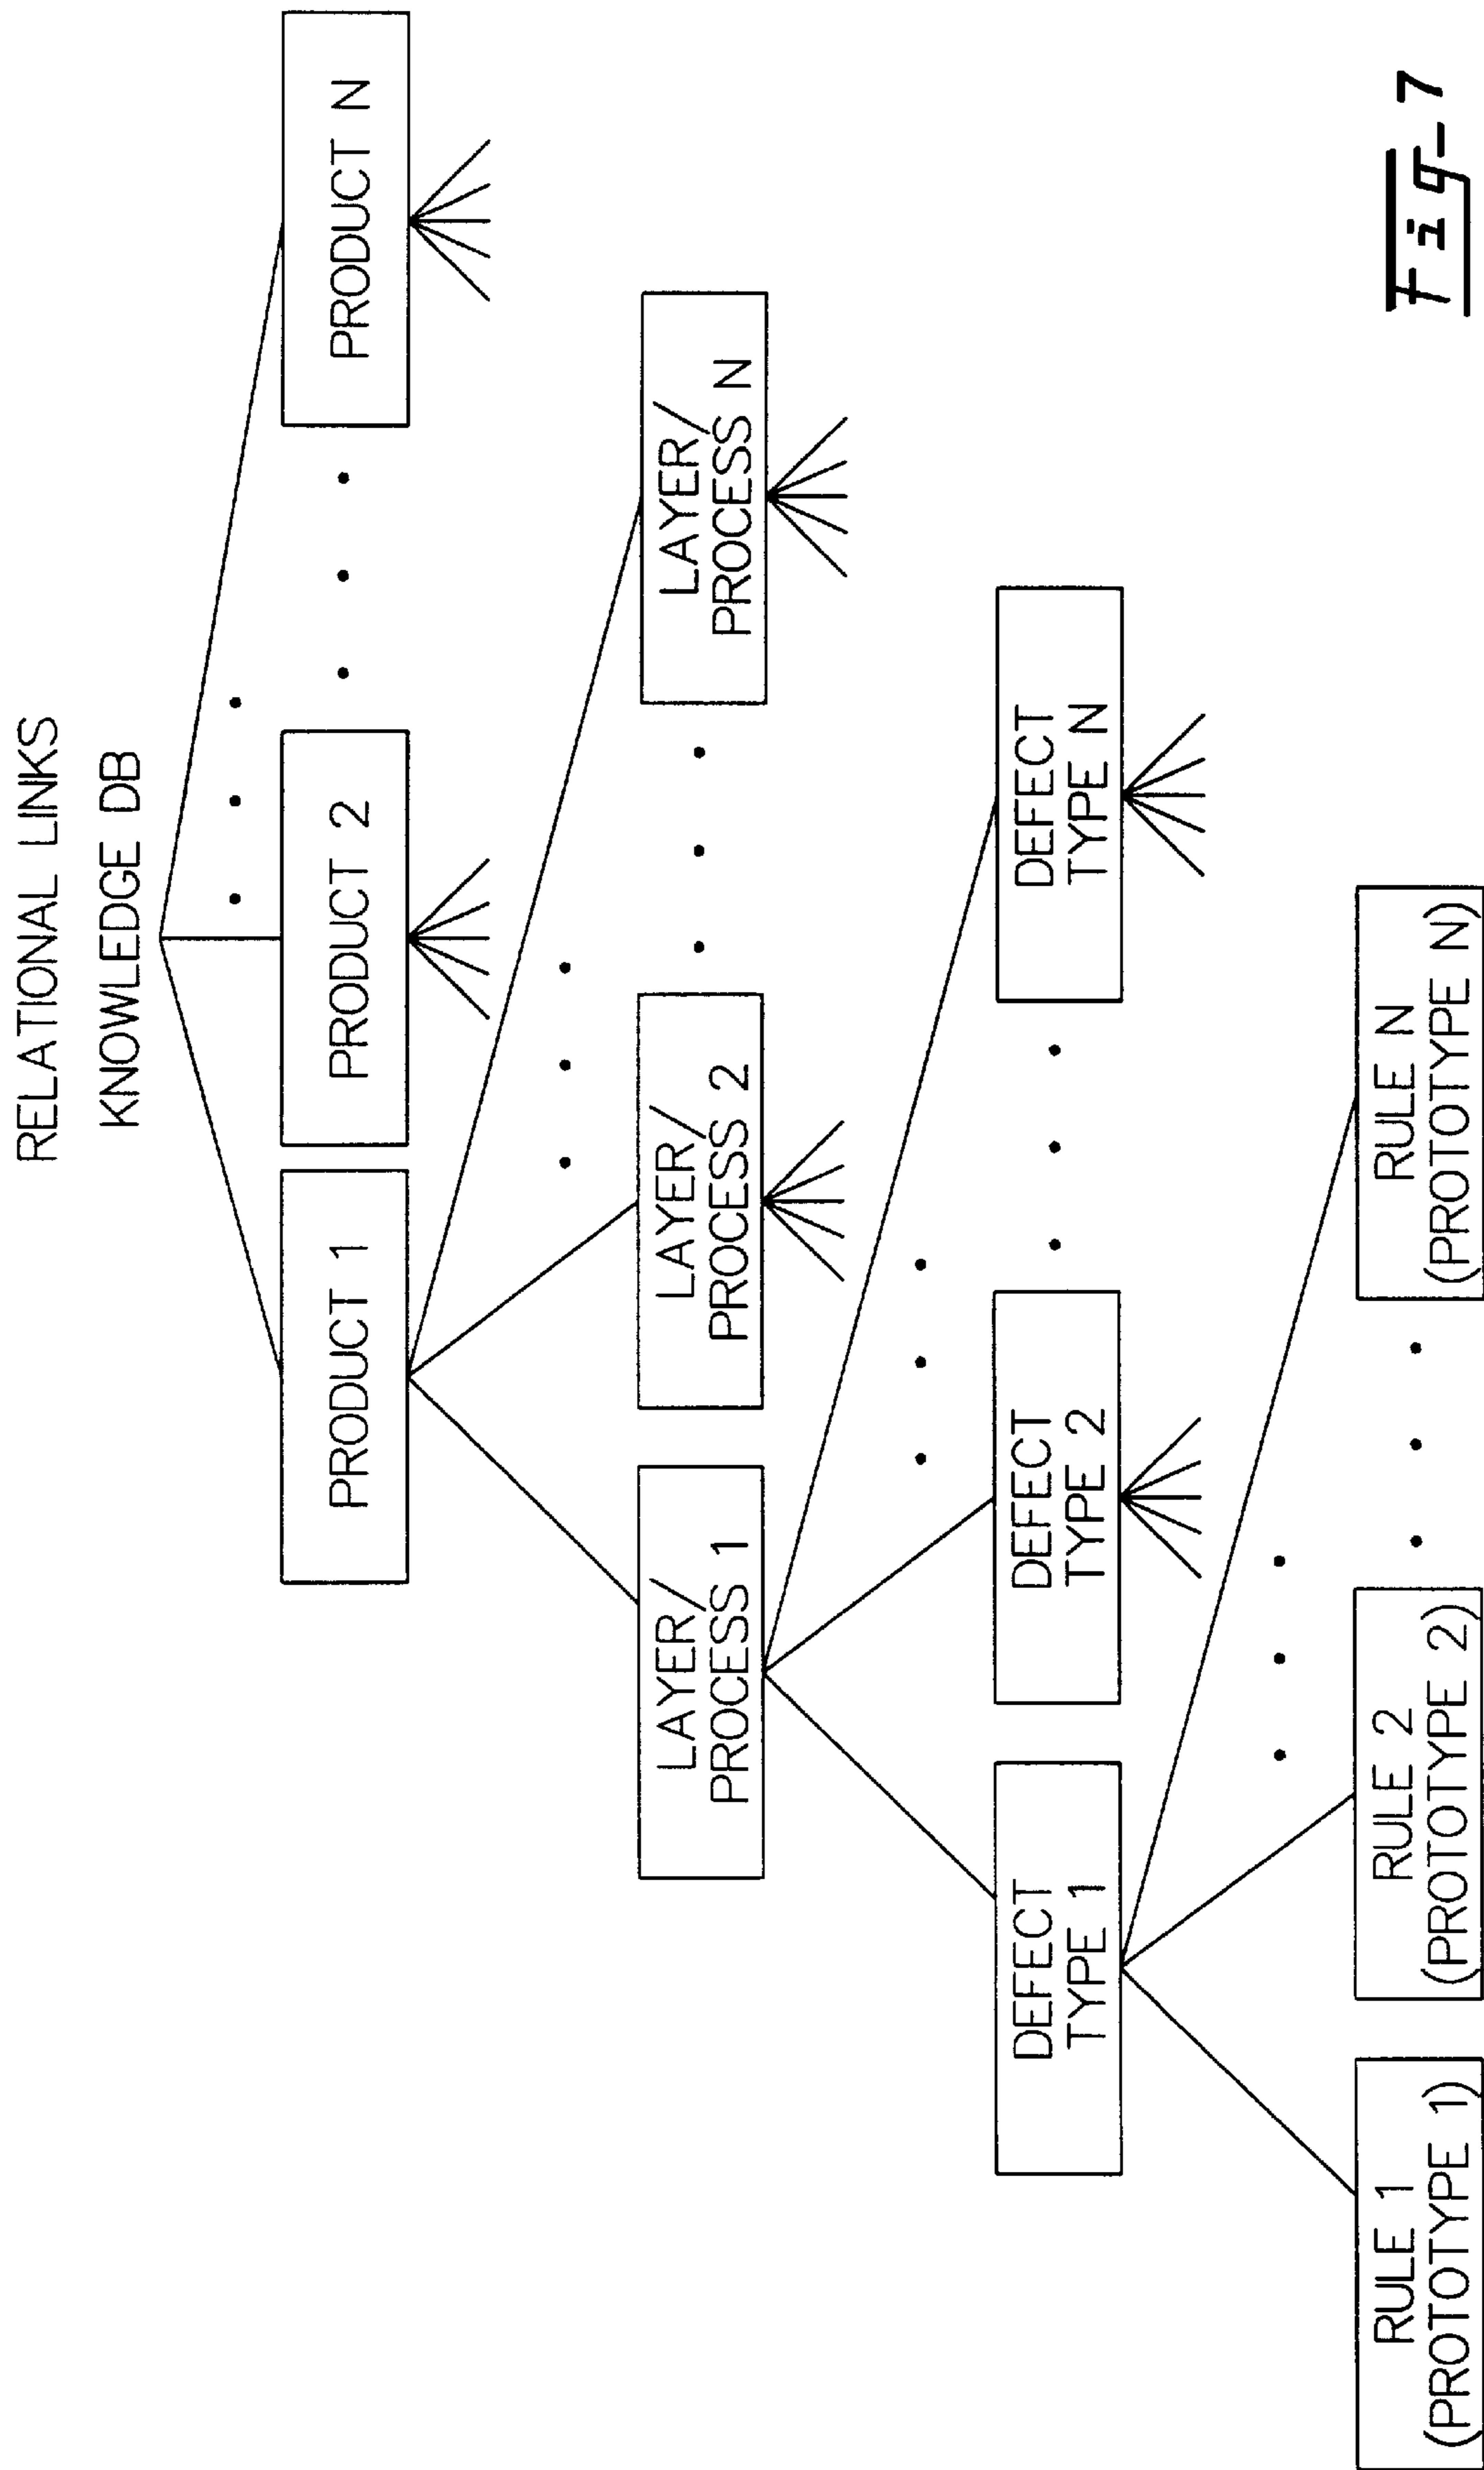 RELATIONAL LINKS
KNOWLEDGE DB
PRODUCT 1
PRODUCT 2
PRODUCT N
LAYER/
PROCESS 1
LAYER/
PROCESS 2
LAYER/
PROCESS N
DEFECT
TYPE 1
DEFECT
TYPE 2
DEFECT
TYPE N
RULE 1
(PROTOTYPE 1)
RULE 2
(PROTOTYPE 2)
RULE N
(PROTOTYPE N)
Fig-7